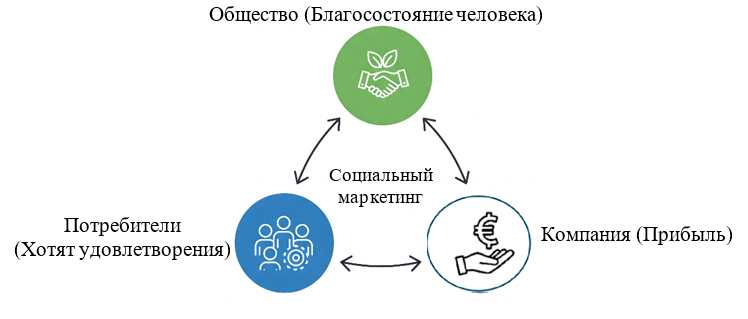 Общество (Благосостояние человека)
Социальный
маркетинг
Потребители
(Хотят удовлетворения)
Компания (Прибыль)